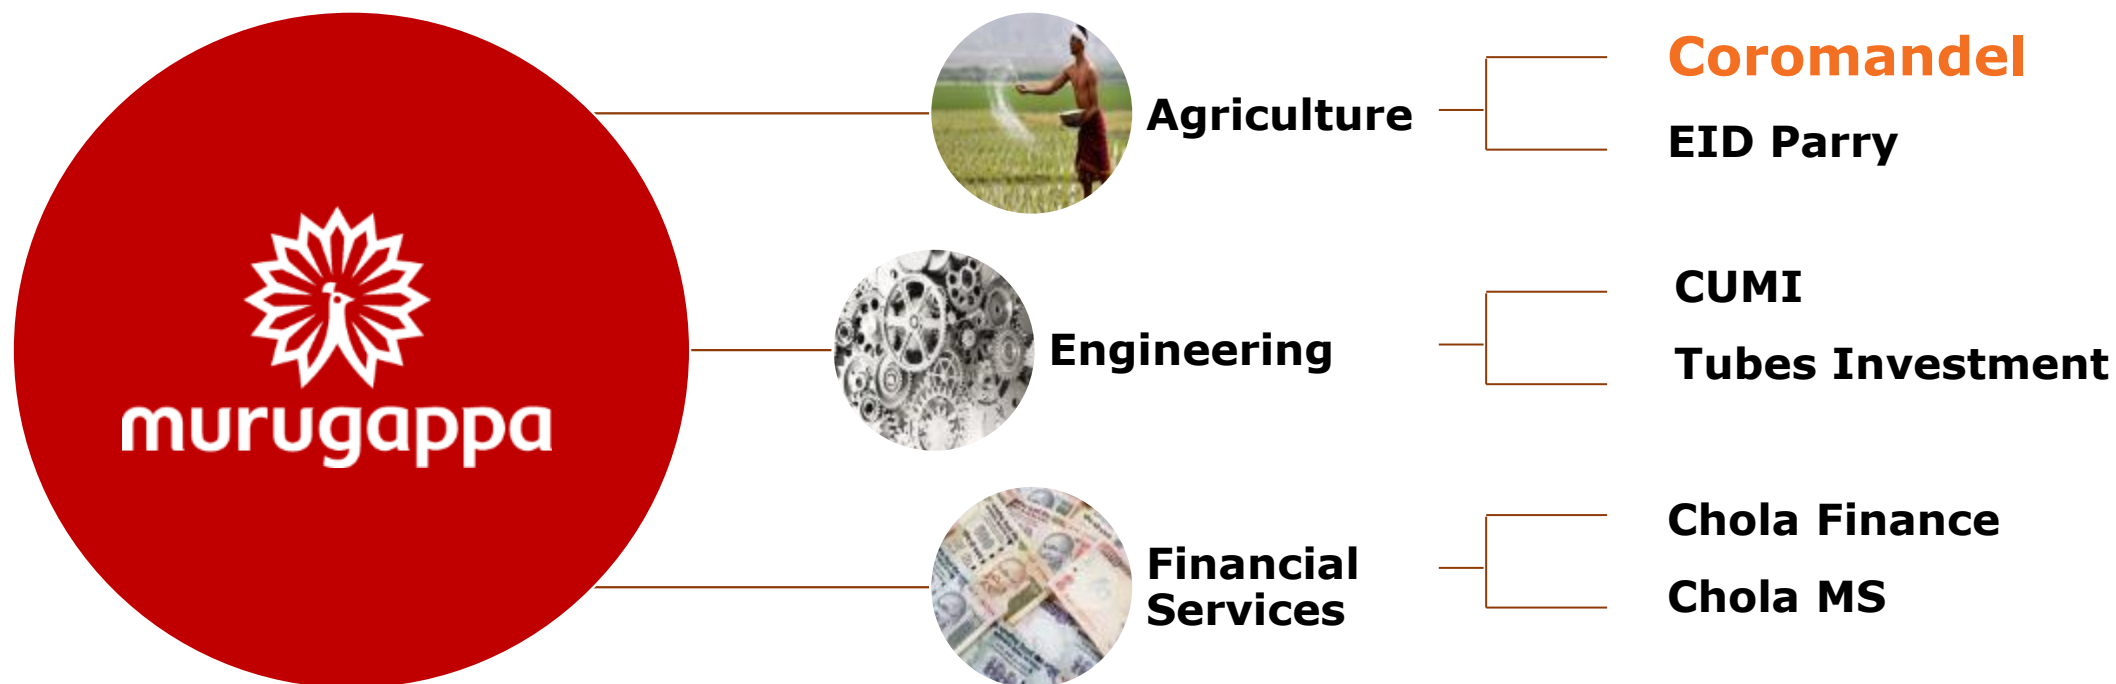 murugappa
Agriculture
Coromandel
EID Parry
Engineering
CUMI
Tubes Investment
Financial
Services
Chola Finance
Chola MS